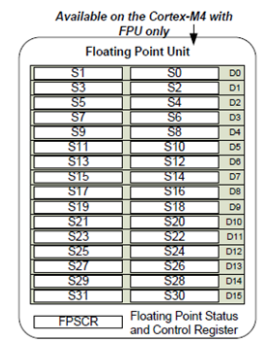 Available on the Cortex-M4 with
FPU only
Floating Point Unit
S1 S0 D0
S3 S2 D1
S5 S4 D2
S7 S6 D3
S9 S8 D4
S11 S10 D5
S13 S12 D6
S15 S14 D7
S17 S16 D8
S19 S18 D9
S21 S20 D10
S23 S22 D11
S25 S24 D12
S27 S26 D13
S29 S28 D14
S31 S30 D15
FPSCR Floating Point Status
and Control Register